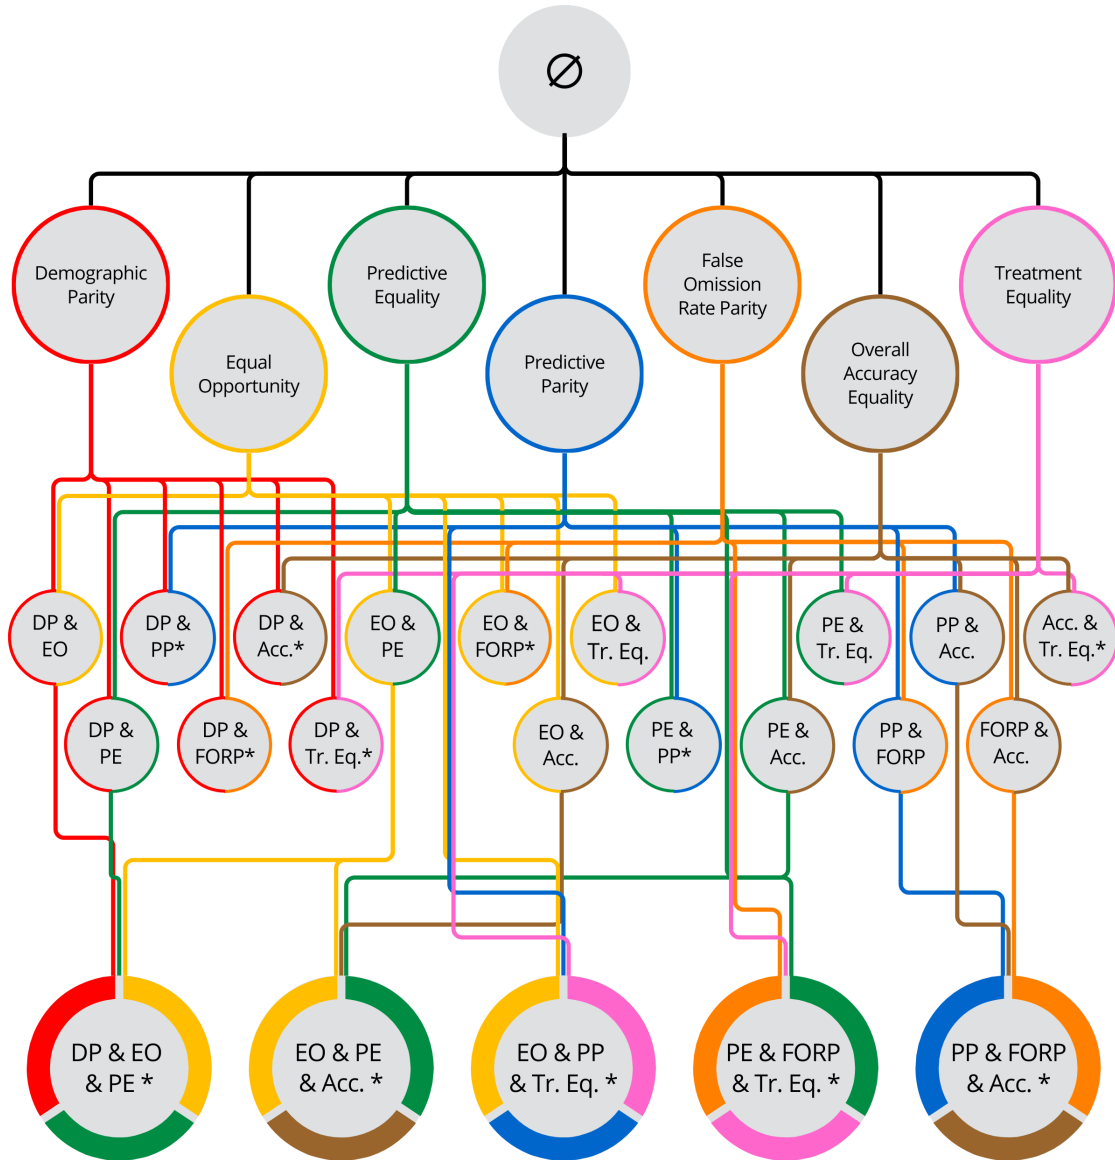 ∅
Demographic
Parity
Predictive
Equality
False
Omission
Rate Parity
Treatment
Equality
Equal
Opportunity
Predictive
Parity
Overall
Accuracy
Equality
DP &
EO
DP &
PP*
DP &
Acc.*
EO &
PE
EO &
FORP*
EO &
Tr. Eq.
PE &
Tr. Eq.
PP &
Acc.
Acc. &
Tr. Eq.*
DP &
PE
DP &
FORP*
DP &
Tr. Eq.*
EO &
Acc.
PE &
PP*
PE &
Acc.
PP &
FORP
FORP &
Acc.
DP & EO
& PE *
EO & PE
& Acc. *
EO & PP
& Tr. Eq. *
PE & FORP
& Tr. Eq. *
PP & FORP
& Acc. *